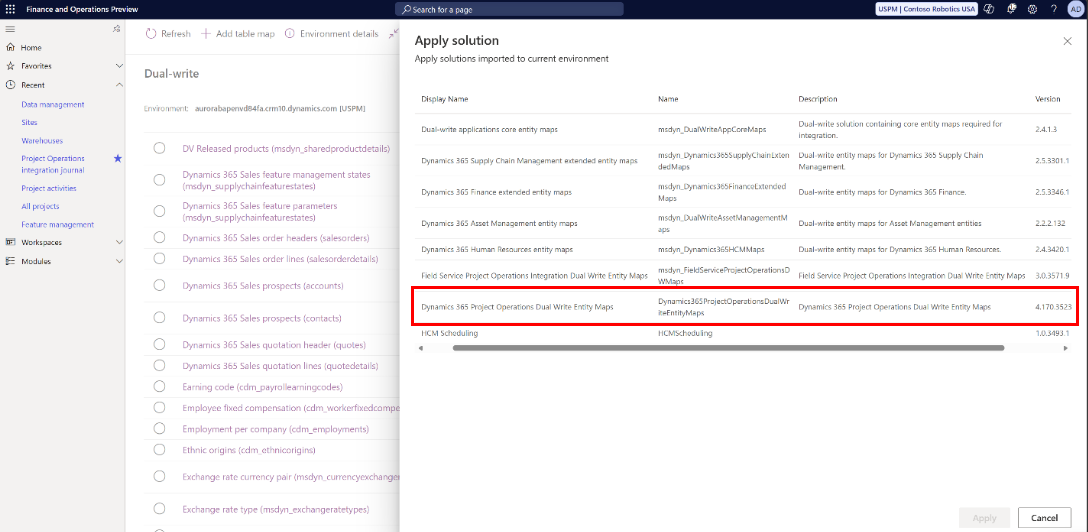 Finance and Operations Preview
Search for a page
USPM | Contoso Robotics USA
AD
Home
Favorites
Recent
Data management
Sites
Warehouses
Project Operations
integration journal
Project activities
All projects
Feature management
Workspaces
Modules
Refresh
Add table map
Environment details
Dual-write
Environment: aurorabapenvd84fa.crm10.dynamics.com (USPM)
DV Released products (msdyn_sharedproductdetails)
Dynamics 365 Sales feature management states
(msdyn_supplychainfeaturestates)
Dynamics 365 Sales feature parameters
(msdyn_supplychainfeaturestates)
Dynamics 365 Sales order headers (salesorders)
Dynamics 365 Sales order lines (salesorderdetails)
Dynamics 365 Sales prospects (accounts)
Dynamics 365 Sales prospects (contacts)
Dynamics 365 Sales quotation header (quotes)
Dynamics 365 Sales quotation lines (quotedetails)
Earning code (cdm_payrollearningcodes)
Employee fixed compensation (cdm_workerfixedcompe
Employment per company (cdm_employments)
Ethnic origins (cdm_ethnicorigins)
Exchange rate currency pair (msdyn_currencyexchanger
Exchange rate type (msdyn_exchangeratetypes)
Apply solution
Apply solutions imported to current environment
Display Name Name Description Version
Dual-write applications core entity maps msdyn_DualWriteAppCoreMaps Dual-write solution containing core entity maps required for
integration. 2.4.1.3
Dynamics 365 Supply Chain Management extended entity maps msdyn_Dynamics365SupplyChainExten
dedMaps Dual-write entity maps for Dynamics 365 Supply Chain
Management. 2.5.3301.1
Dynamics 365 Finance extended entity maps msdyn_Dynamics365FinanceExtended
Maps Dual-write entity maps for Dynamics 365 Finance. 2.5.3346.1
Dynamics 365 Asset Management entity maps msdyn_DualWriteAssetManagementM
aps Dual-write entity maps for Asset Management entities 2.2.2.132
Dynamics 365 Human Resources entity maps msdyn_Dynamics365HCMMaps Dual-write entity maps for Dynamics 365 Human Resources. 2.4.3420.1
Field Service Project Operations Integration Dual Write Entity Maps msdyn_FieldServiceProjectOperationsD
WMaps Field Service Project Operations Integration Dual Write Entity Maps 3.0.3571.9
Dynamics 365 Project Operations Dual Write Entity Maps Dynamics365ProjectOperationsDualWr
iteEntityMaps Dynamics 365 Project Operations Dual Write Entity Maps 4.170.3523
HCM Scheduling HCMScheduling 1.0.3493.1
Apply
Cancel